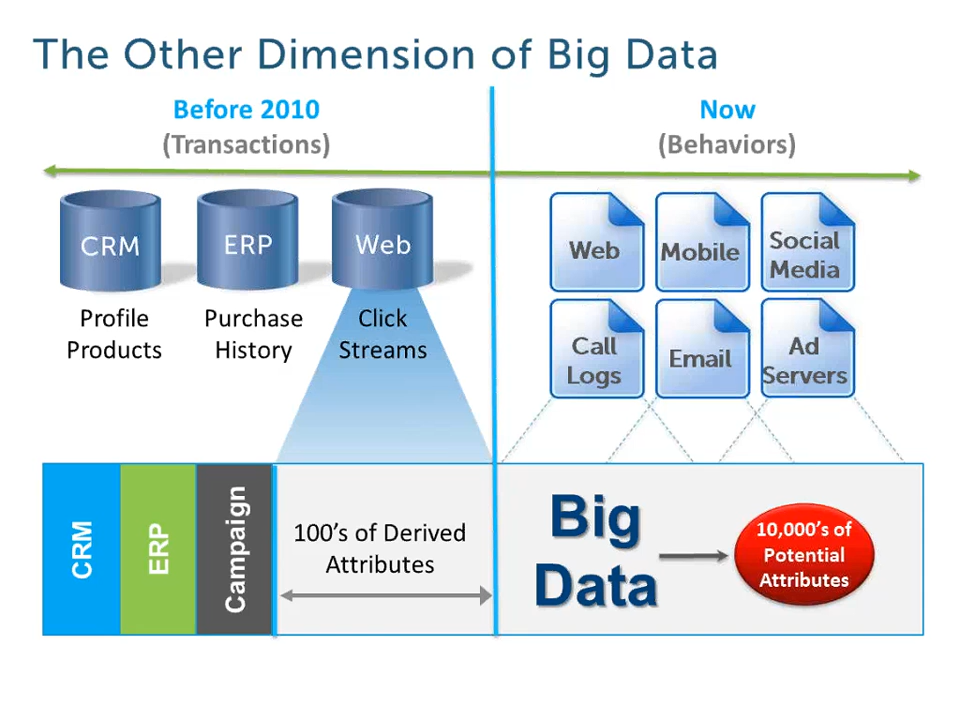 The Other Dimension of Big Data
Before 2010
(Transactions)
Now
(Behaviors)
CRM
ERP
Web
Profile
Products
Purchase
History
Click
Streams
Web
Mobile
Social
Media
Call
Logs
Email
Ad
Servers
CRM
ERP
Campaign
100's of Derived
Attributes
Big
Data
10,000's of
Potential
Attributes